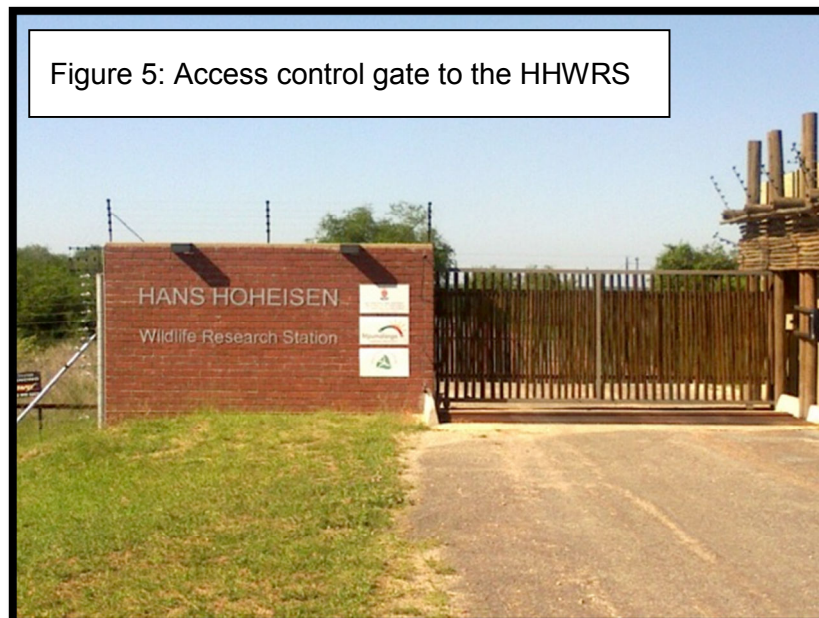 Figure 5: Access control gate to the HHWRS
HANS HOHEISEN
Wildlife Research Station